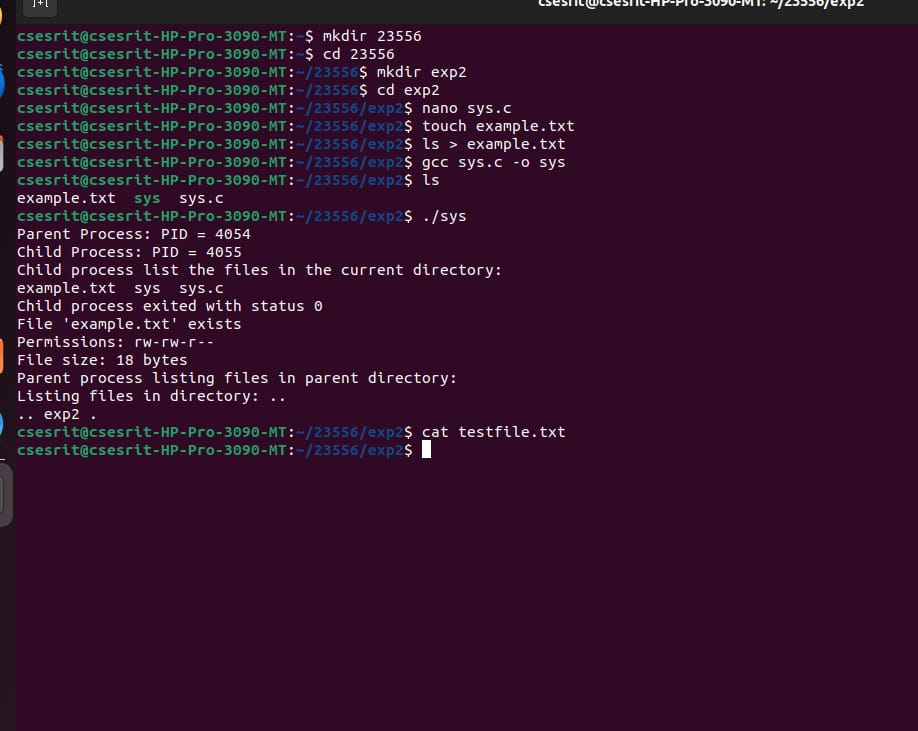 csesrit@csesrit-HP-Pro-3090-MT: ~/23556/exp2
csesrit@csesrit-HP-Pro-3090-MT:~$ mkdir 23556
csesrit@csesrit-HP-Pro-3090-MT:~$ cd 23556
csesrit@csesrit-HP-Pro-3090-MT:~/23556$ mkdir exp2
csesrit@csesrit-HP-Pro-3090-MT:~/23556$ cd exp2
csesrit@csesrit-HP-Pro-3090-MT:~/23556/exp2$ nano sys.c
csesrit@csesrit-HP-Pro-3090-MT:~/23556/exp2$ touch example.txt
csesrit@csesrit-HP-Pro-3090-MT:~/23556/exp2$ ls > example.txt
csesrit@csesrit-HP-Pro-3090-MT:~/23556/exp2$ gcc sys.c -o sys
csesrit@csesrit-HP-Pro-3090-MT:~/23556/exp2$ ls
example.txt  sys  sys.c
csesrit@csesrit-HP-Pro-3090-MT:~/23556/exp2$ ./sys
Parent Process: PID = 4054
Child Process: PID = 4055
Child process list the files in the current directory:
example.txt  sys  sys.c
Child process exited with status 0
File 'example.txt' exists
Permissions: rw-rw-r--
File size: 18 bytes
Parent process listing files in parent directory:
Listing files in directory: ..
.. exp2 .
csesrit@csesrit-HP-Pro-3090-MT:~/23556/exp2$ cat testfile.txt
csesrit@csesrit-HP-Pro-3090-MT:~/23556/exp2$